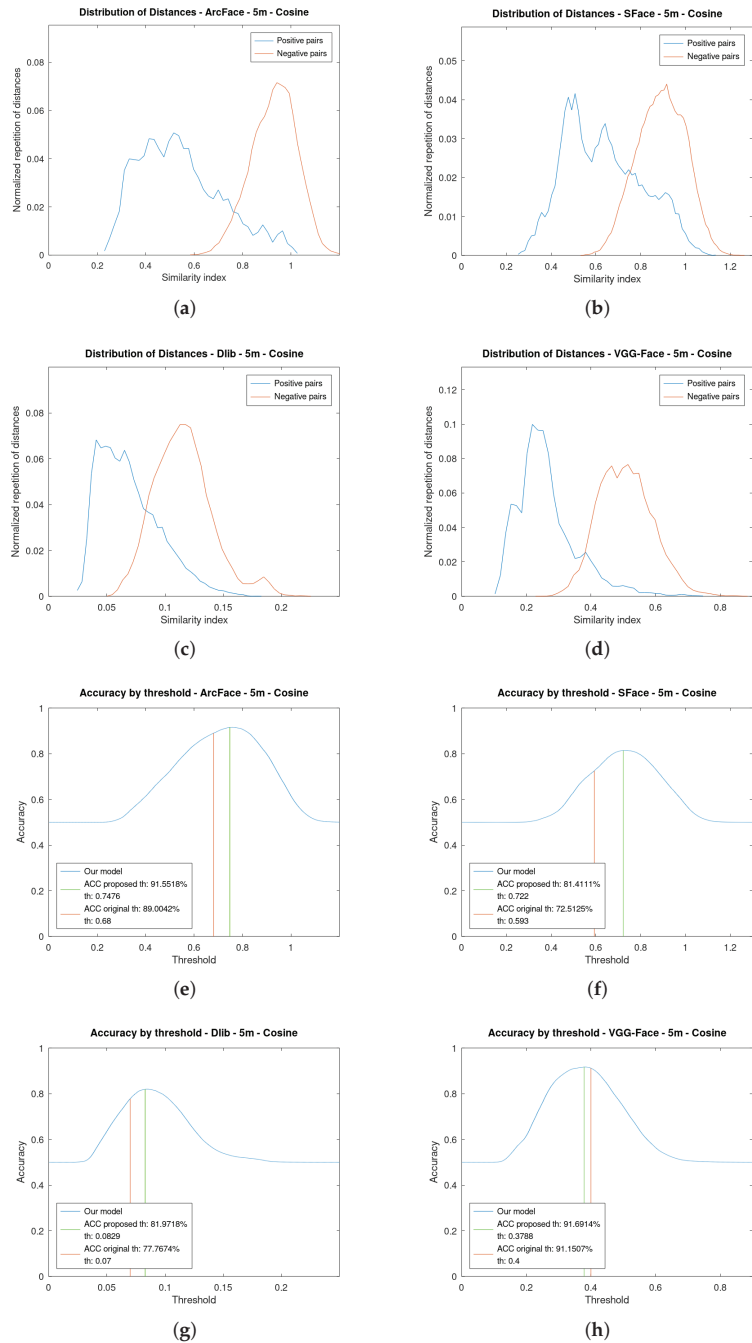 Distribution of Distances - ArcFace - 5m - Cosine
Positive pairs
Negative pairs
0.08
0.06
0.04
0.02
0
Normalized repetition of distances
0 0.2 0.4 0.6 0.8 1
Similarity index
(a)
Distribution of Distances - SFace - 5m - Cosine
Positive pairs
Negative pairs
0.05
0.04
0.03
0.02
0.01
0
Normalized repetition of distances
0 0.2 0.4 0.6 0.8 1 1.2
Similarity index
(b)
Distribution of Distances - Dlib - 5m - Cosine
Positive pairs
Negative pairs
0.08
0.06
0.04
0.02
0
Normalized repetition of distances
0 0.05 0.1 0.15 0.2
Similarity index
(c)
Distribution of Distances - VGG-Face - 5m - Cosine
Positive pairs
Negative pairs
0.12
0.1
0.08
0.06
0.04
0.02
0
Normalized repetition of distances
0 0.2 0.4 0.6 0.8
Similarity index
(d)
Accuracy by threshold - ArcFace - 5m - Cosine
1
0.8
0.6
0.4
0.2
0
Accuracy
Our model
ACC proposed th: 91.5518%
th: 0.7476
ACC original th: 89.0042%
th: 0.68
0 0.2 0.4 0.6 0.8 1
Threshold
(e)
Accuracy by threshold - SFace - 5m - Cosine
1
0.8
0.6
0.4
0.2
0
Accuracy
Our model
ACC proposed th: 81.4111%
th: 0.722
ACC original th: 72.5125%
th: 0.593
0 0.2 0.4 0.6 0.8 1 1.2
Threshold
(f)
Accuracy by threshold - Dlib - 5m - Cosine
1
0.8
0.6
0.4
0.2
0
Accuracy
Our model
ACC proposed th: 81.9718%
th: 0.0829
ACC original th: 77.7674%
th: 0.07
0 0.05 0.1 0.15 0.2
Threshold
(g)
Accuracy by threshold - VGG-Face - 5m - Cosine
1
0.8
0.6
0.4
0.2
0
Accuracy
Our model
ACC proposed th: 91.6914%
th: 0.3788
ACC original th: 91.1507%
th: 0.4
0 0.2 0.4 0.6 0.8
Threshold
(h)